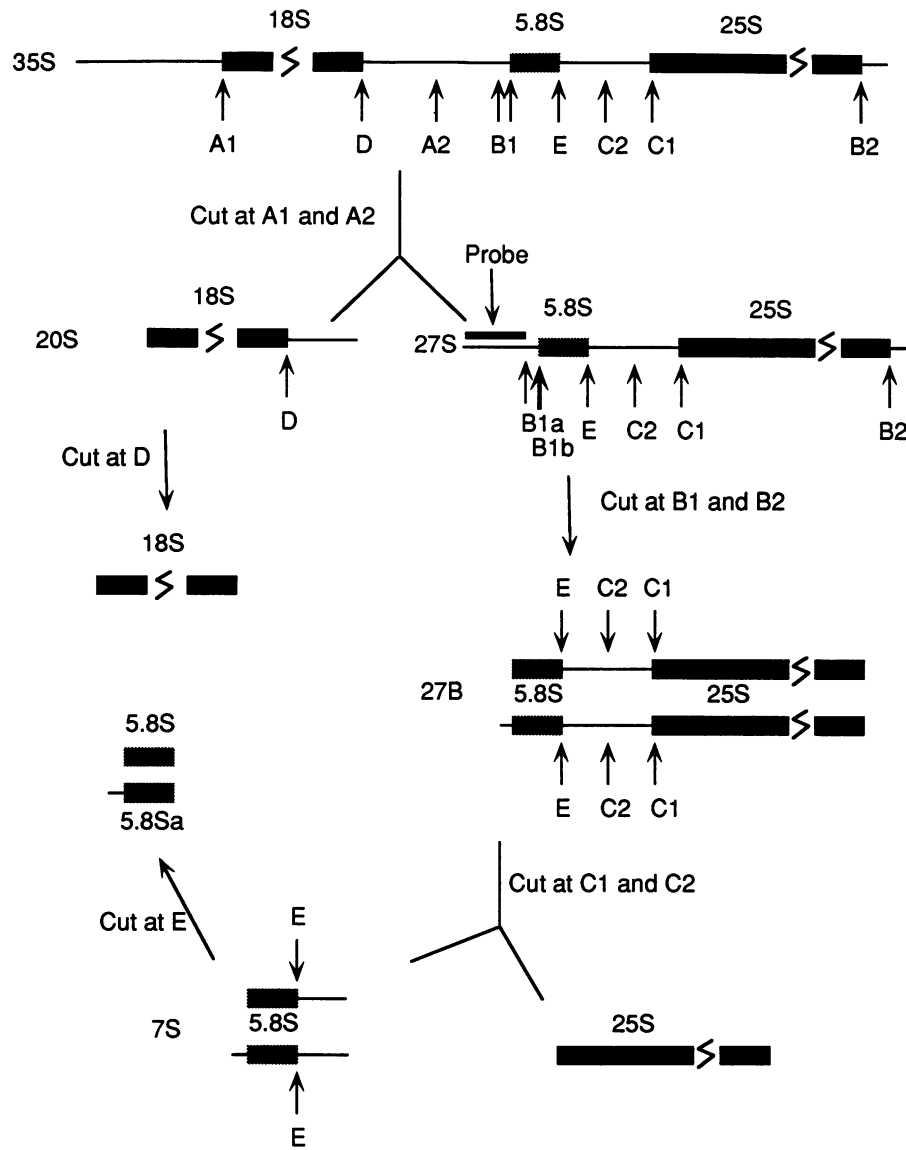 18S 5.8S 25S
35S
A1 D A2 B1 E C2 C1 B2
Cut at A1 and A2
Probe
18S 5.8S 25S
20S 27S
D B1a E C2 C1 B2
B1b
Cut at D
Cut at B1 and B2
18S
E C2 C1
27B 5.8S 25S
5.8S
E C2 C1
5.8Sa
Cut at C1 and C2
Cut at E
E
7S 5.8S 25S
E